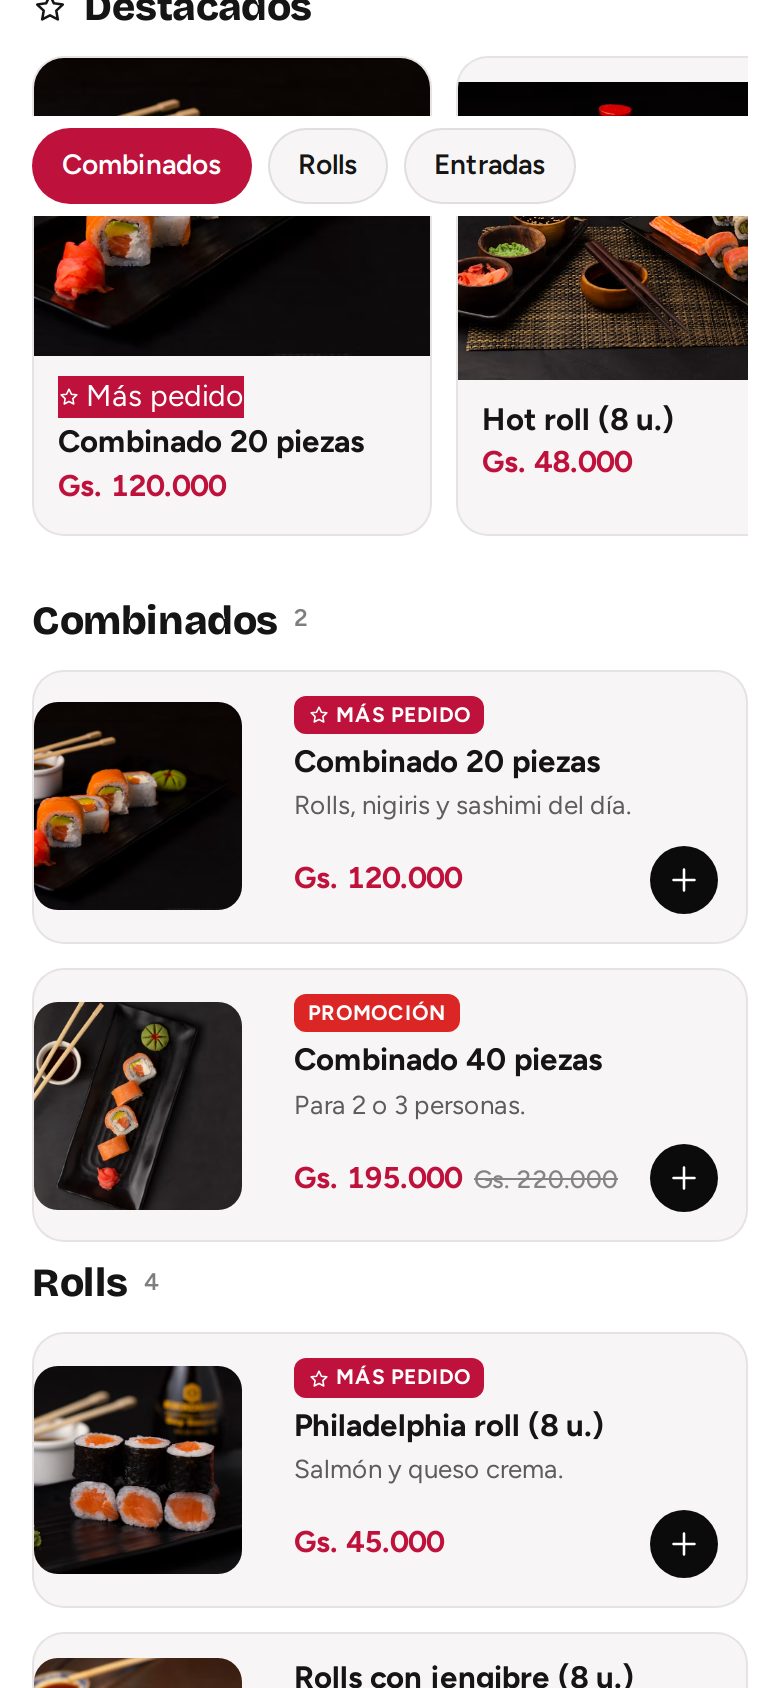 Destacados
Combinados
Rolls
Entradas
Más pedido
Combinado 20 piezas
Gs. 120.000
Hot roll (8 u.)
Gs. 48.000
Combinados 2
MÁS PEDIDO
Combinado 20 piezas
Rolls, nigiris y sashimi del día.
Gs. 120.000
PROMOCIÓN
Combinado 40 piezas
Para 2 o 3 personas.
Gs. 195.000 Gs. 220.000
Rolls 4
MÁS PEDIDO
Philadelphia roll (8 u.)
Salmón y queso crema.
Gs. 45.000
Rolls con jengibre (8 u.)